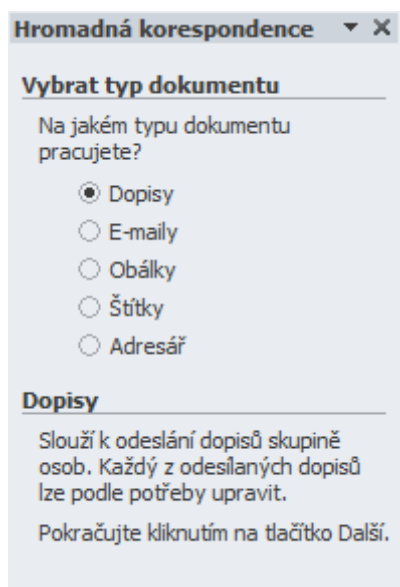 Hromadná korespondence
Vybrat typ dokumentu
Na jakém typu dokumentu
pracujete?
Dopisy
E-maily
Obálky
Štítky
Adresář
Dopisy
Slouží k odeslání dopisů skupině
osob. Každý z odesílaných dopisů
lze podle potřeby upravit.
Pokračujte kliknutím na tlačítko Další.